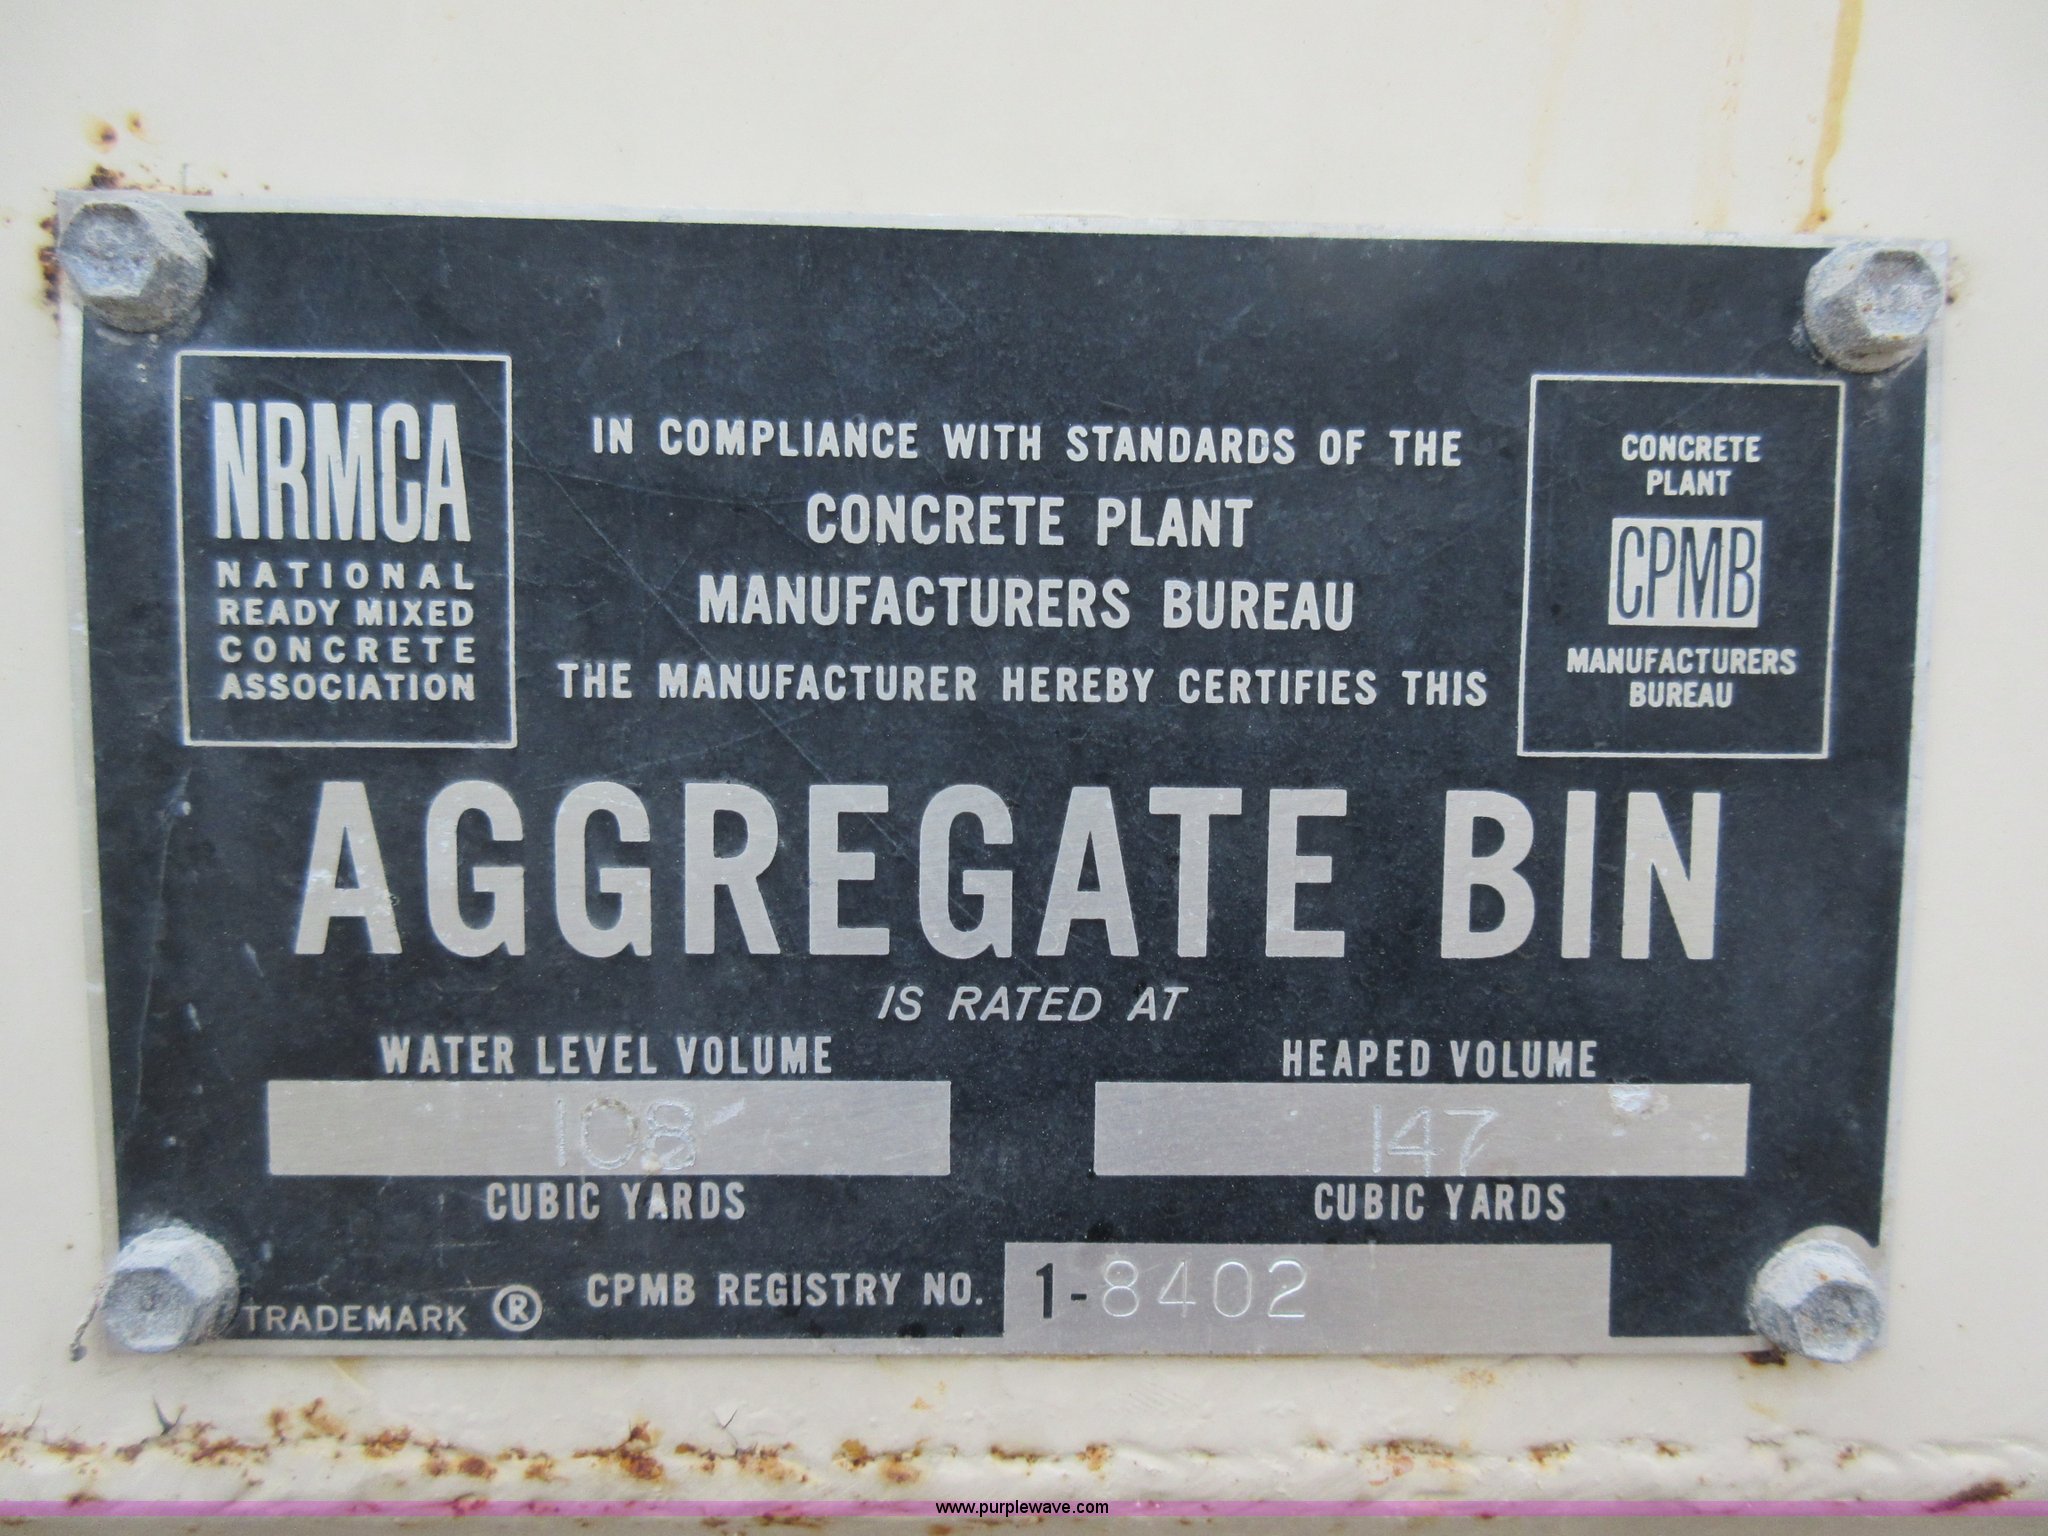 NRMCA
NATIONAL
READY MIXED
CONCRETE
ASSOCIATION
IN COMPLIANCE WITH STANDARDS OF THE
CONCRETE PLANT
MANUFACTURERS BUREAU
THE MANUFACTURER HEREBY CERTIFIES THIS
CONCRETE
PLANT
CPMB
MANUFACTURERS
BUREAU
AGGREGATE BIN
IS RATED AT
WATER LEVEL VOLUME
108
CUBIC YARDS
HEAPED VOLUME
147
CUBIC YARDS
TRADEMARK ®
CPMB REGISTRY NO. 1-8402
www.purplewave.com